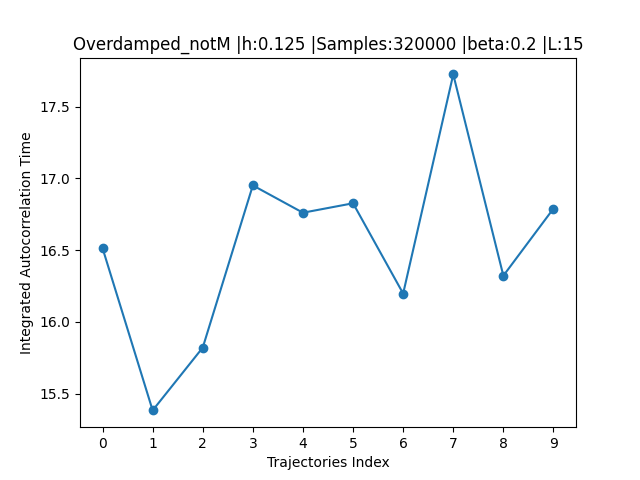 Overdamped_notM |h:0.125 |Samples:320000 |beta:0.2 |L:15
Integrated Autocorrelation Time
17.5
17.0
16.5
16.0
15.5
0 1 2 3 4 5 6 7 8 9
Trajectories Index